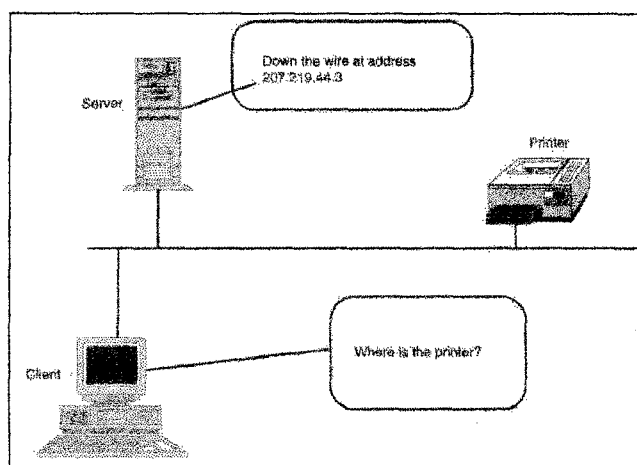 Down the wire at address
207.219.44.3
Server
Printer
Where is the printer?
Client